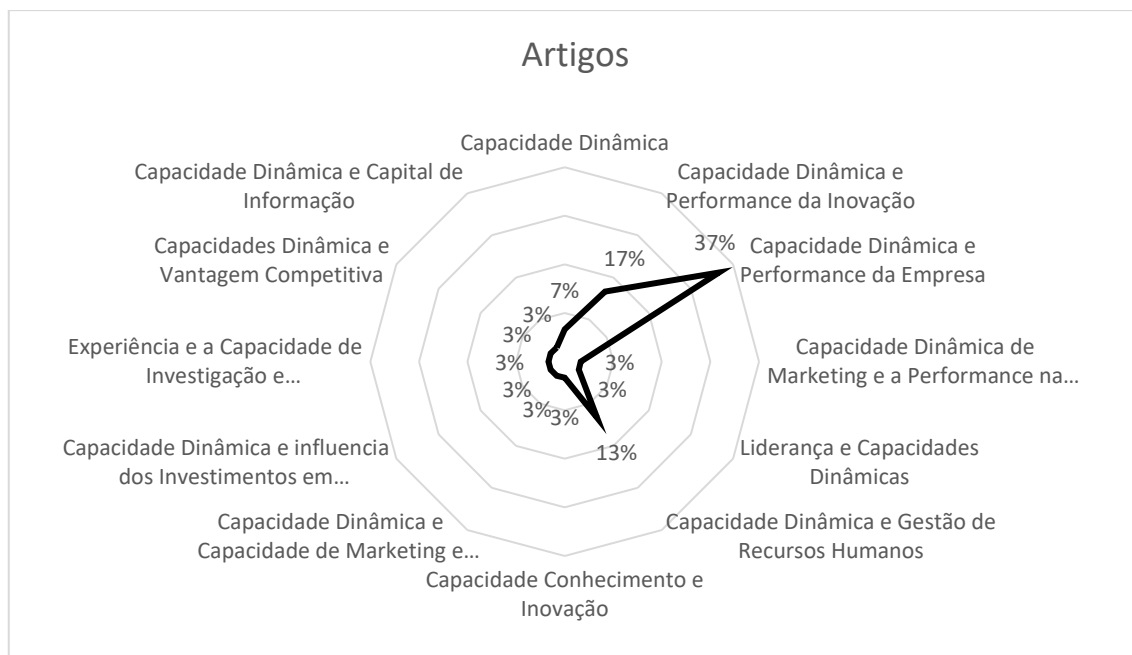 Artigos
Capacidade Dinâmica
Capacidade Dinâmica e
Performance da Inovação
Capacidade Dinâmica e
Performance da Empresa
Capacidade Dinâmica de
Marketing e a Performance na...
Liderança e Capacidades
Dinâmicas
Capacidade Dinâmica e Gestão de
Recursos Humanos
Capacidade Conhecimento e
Inovação
Capacidade Dinâmica e
Capacidade de Marketing e...
Capacidade Dinâmica e influencia
dos Investimentos em...
Experiência e a Capacidade de
Investigação e...
Capacidades Dinâmica e
Vantagem Competitiva
Capacidade Dinâmica e Capital de
Informação
7%
17%
37%
3%
3%
13%
3%
3%
3%
3%
3%
3%